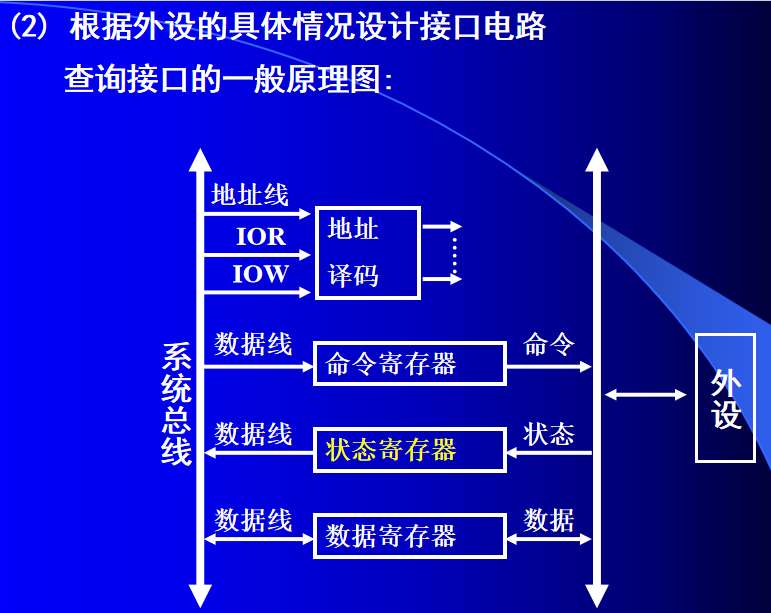 (2) 根据外设的具体情况设计接口电路
查询接口的一般原理图:
地址线
IOR
IOW
地址
译码
系统总线
数据线
命令寄存器
命令
数据线
状态寄存器
状态
数据线
数据寄存器
数据
外设